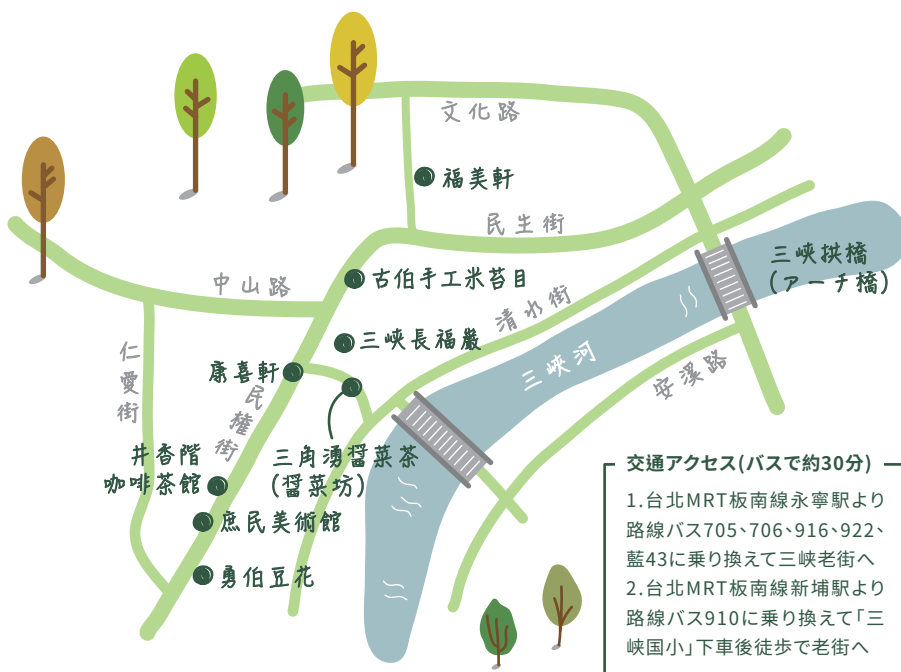 文化路
福美軒
民生街
三峽拱橋
(アーチ橋)
中山路
古伯手工米苔目
清水街
三峽長福巖
仁愛街
康喜軒
民權街
三峽河
安溪路
三角湧醤菜茶
(醤菜坊)
井香階
咖啡茶館
庶民美術館
勇伯豆花
交通アクセス(バスで約30分)
1.台北MRT板南線永寧駅より
路線バス705、706、916、922、
藍43に乗り換えて三峡老街へ
2.台北MRT板南線新埔駅より
路線バス910に乗り換えて「三
峡国小」下車後徒歩で老街へ